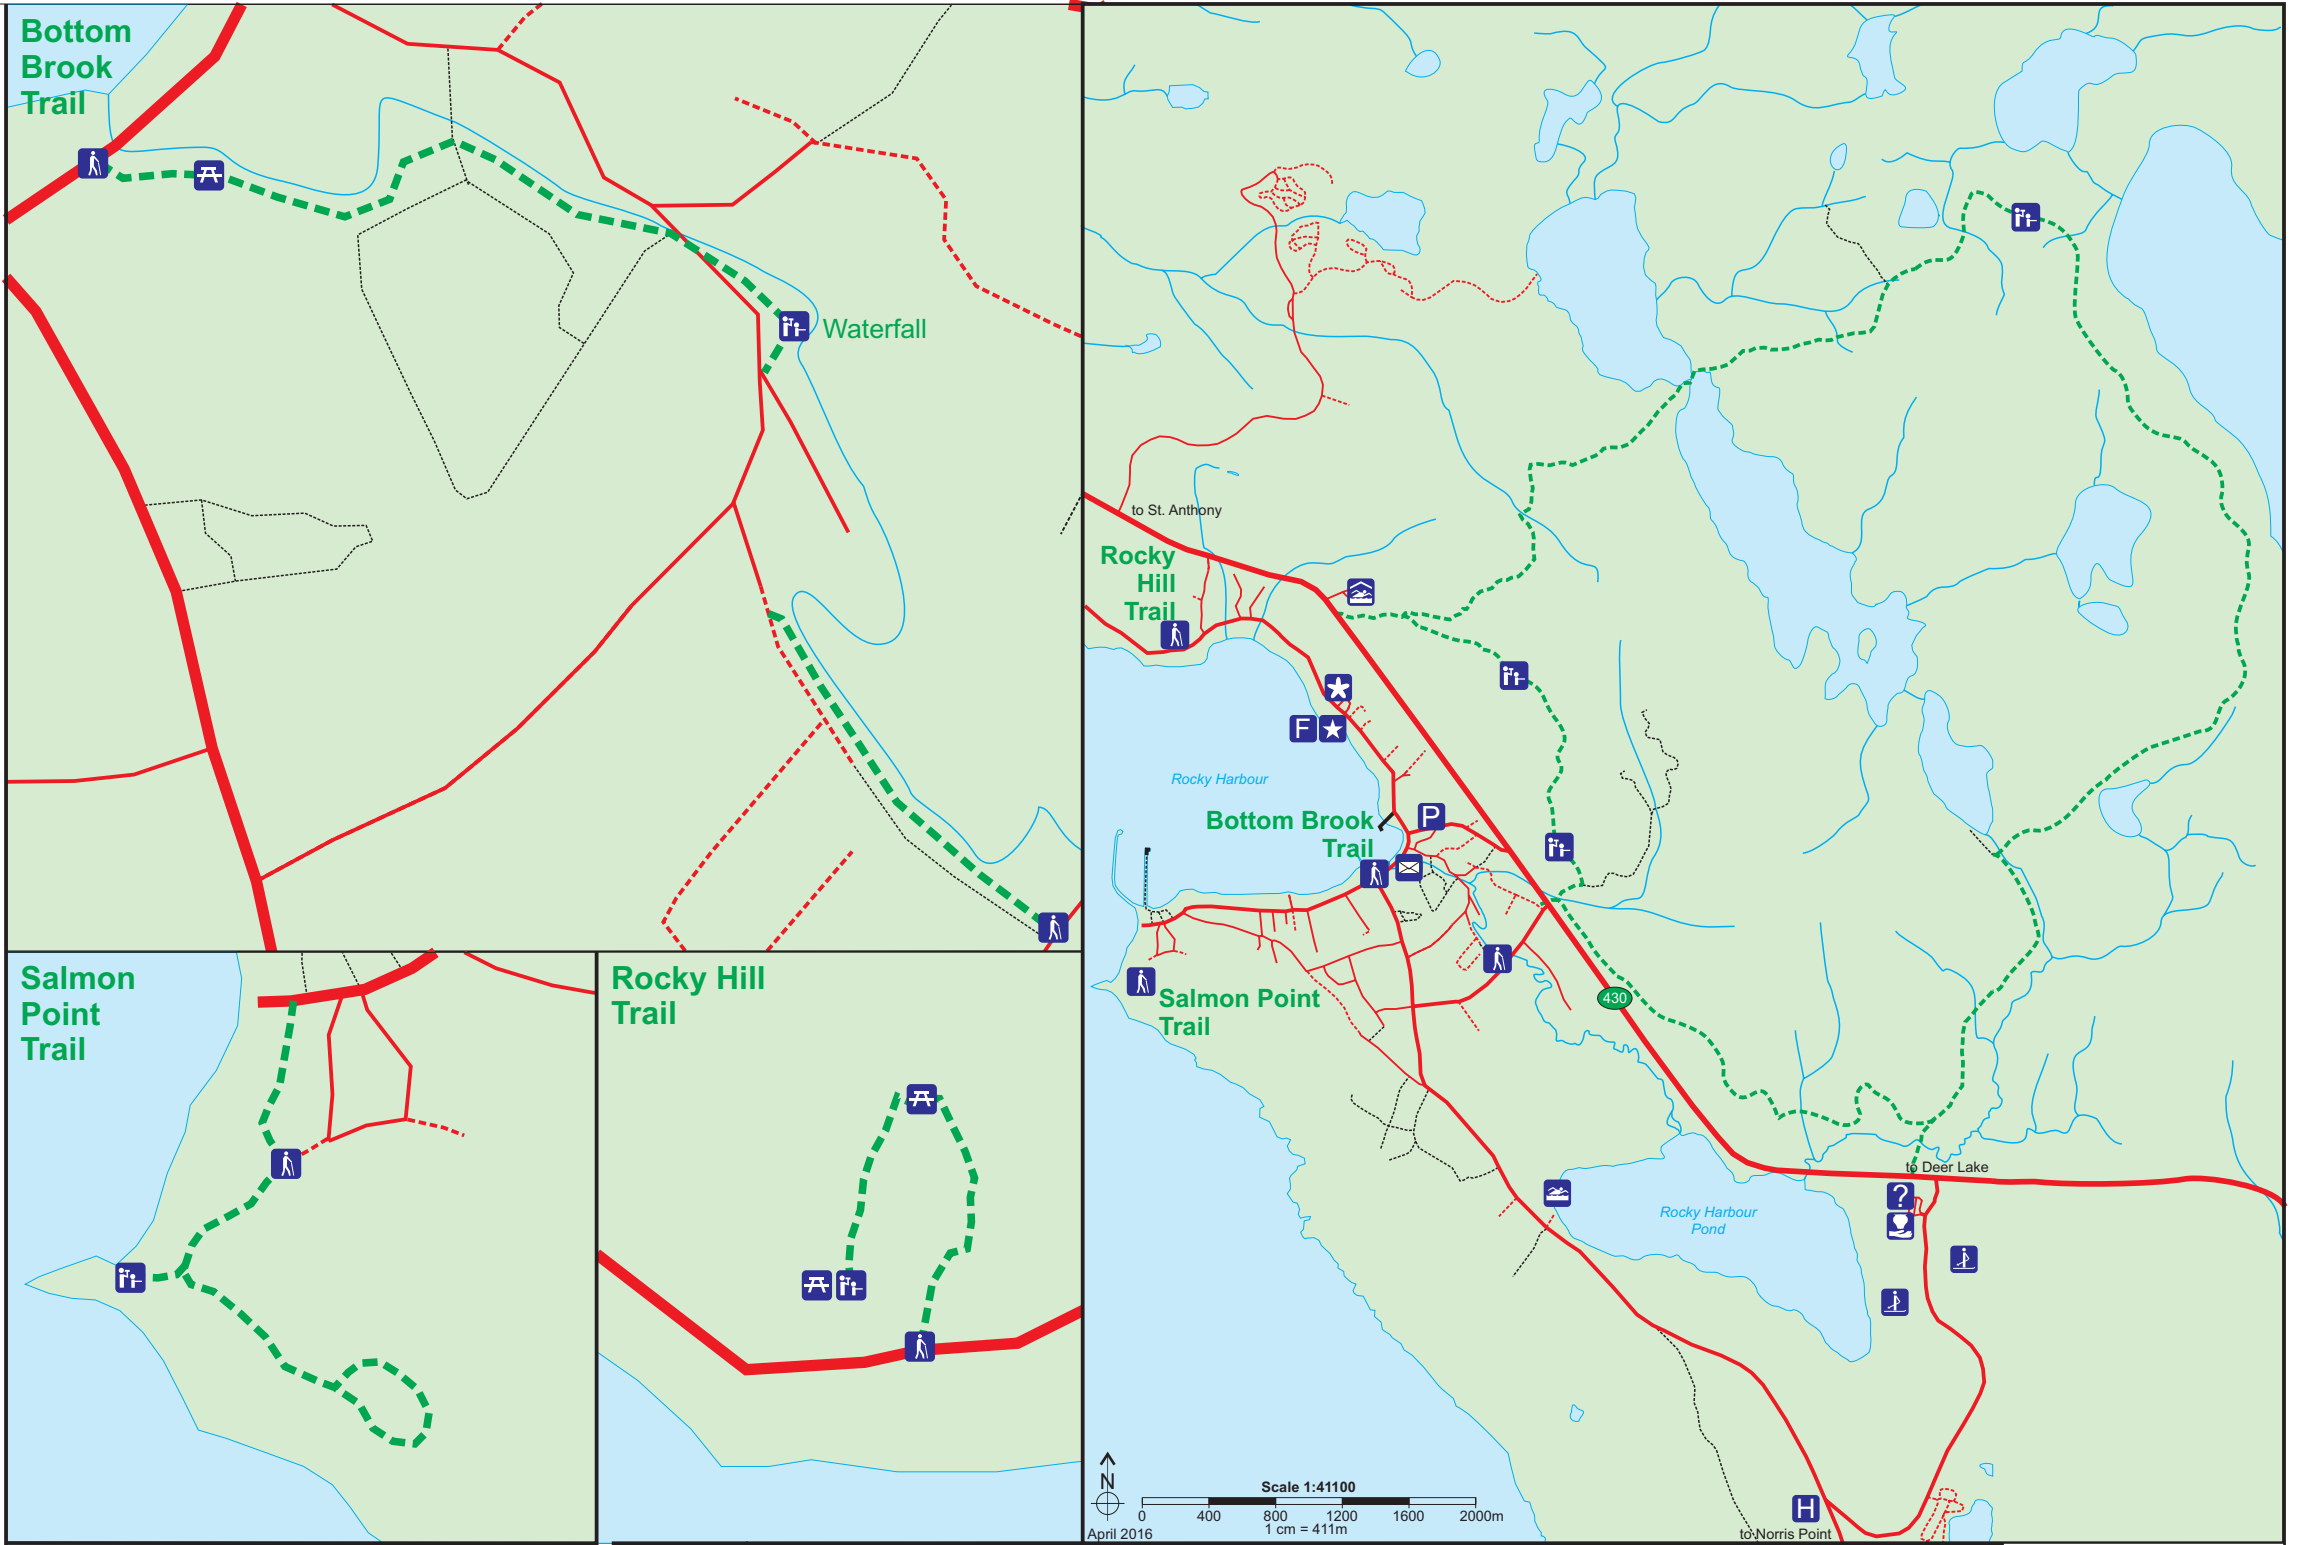 Bottom
Brook
Trail
Waterfall
Salmon
Point
Trail
Rocky Hill
Trail
to St. Anthony
Rocky
Hill
Trail
F
Rocky Harbour
Bottom Brook
Trail
P
Salmon Point
Trail
430
to Deer Lake
?
Rocky Harbour
Pond
H
to Norris Point
N
April 2016
Scale 1:41100
0 400 800 1200 1600 2000m
1 cm = 411m